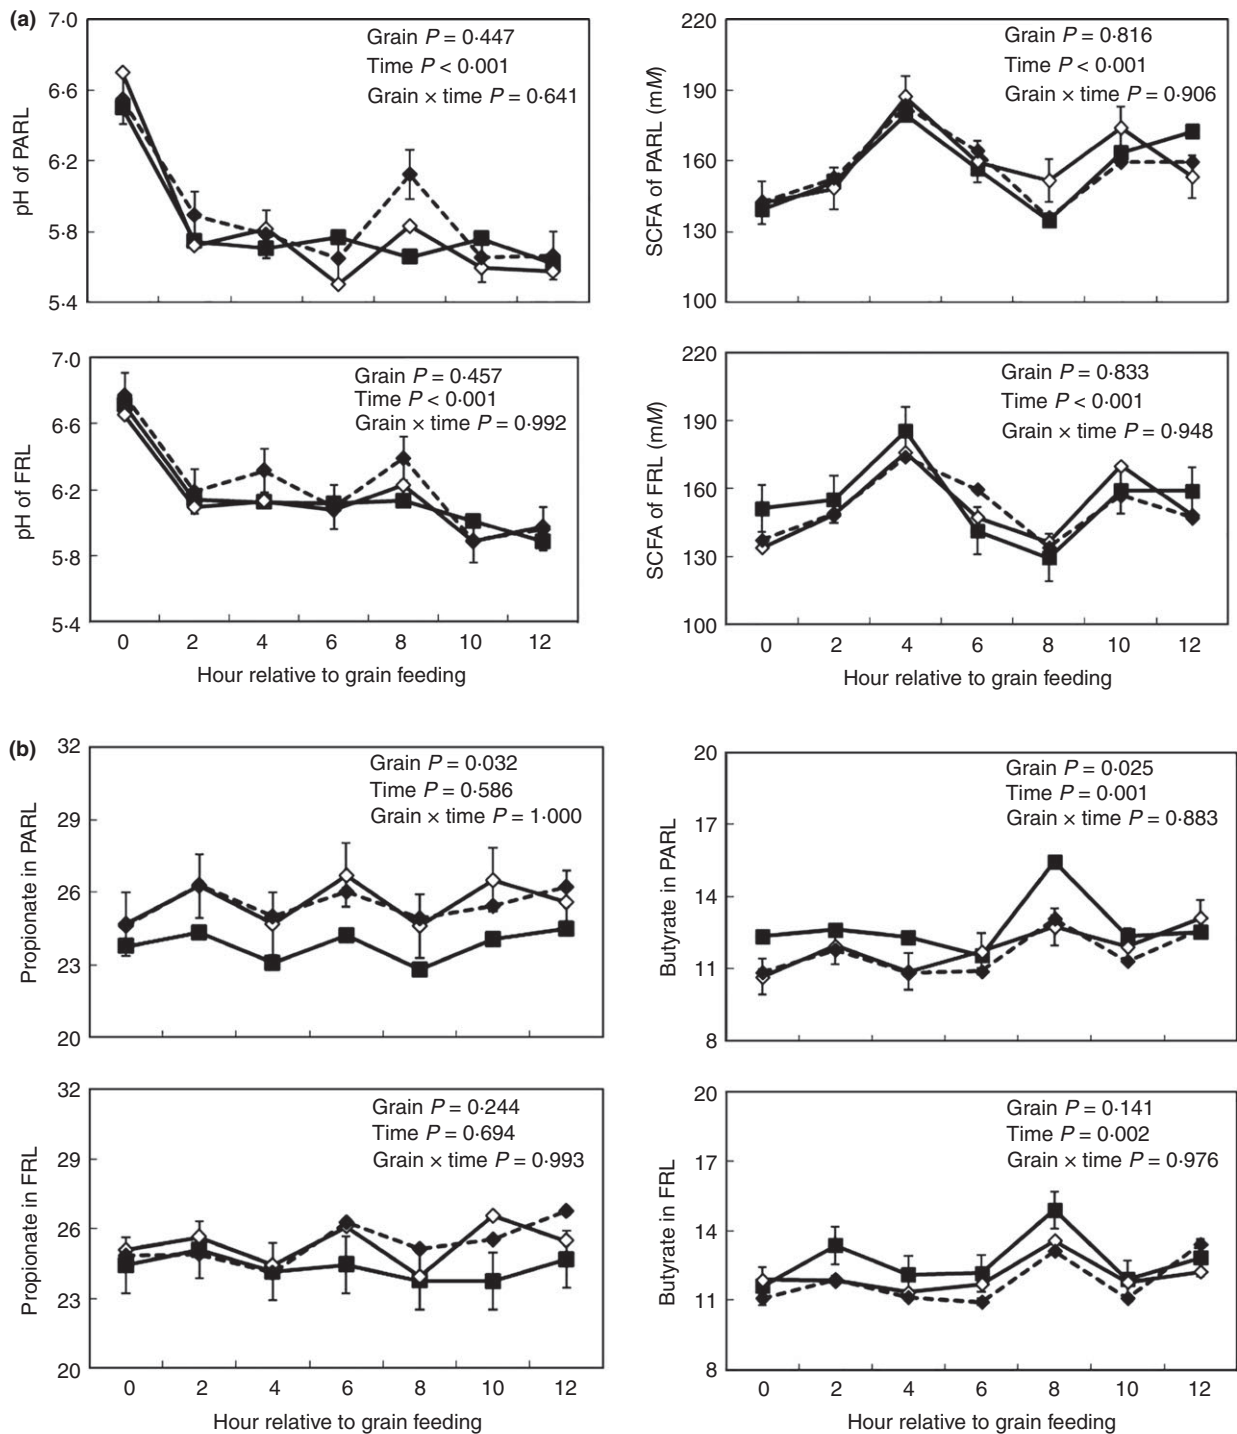 (a)
7·0
6·6
6·2
5·8
5·4
pH of PARL
Grain P = 0·447
Time P < 0·001
Grain × time P = 0·641
220
190
160
130
100
SCFA of PARL (mM)
Grain P = 0·816
Time P < 0·001
Grain × time P = 0·906
7·0
6·6
6·2
5·8
5·4
pH of FRL
Grain P = 0·457
Time P < 0·001
Grain × time P = 0·992
0 2 4 6 8 10 12
Hour relative to grain feeding
220
190
160
130
100
SCFA of FRL (mM)
Grain P = 0·833
Time P < 0·001
Grain × time P = 0·948
0 2 4 6 8 10 12
Hour relative to grain feeding
(b)
32
29
26
23
20
Propionate in PARL
Grain P = 0·032
Time P = 0·586
Grain × time P = 1·000
20
17
14
11
8
Butyrate in PARL
Grain P = 0·025
Time P = 0·001
Grain × time P = 0·883
32
29
26
23
20
Propionate in FRL
Grain P = 0·244
Time P = 0·694
Grain × time P = 0·993
0 2 4 6 8 10 12
Hour relative to grain feeding
20
17
14
11
8
Butyrate in FRL
Grain P = 0·141
Time P = 0·002
Grain × time P = 0·976
0 2 4 6 8 10 12
Hour relative to grain feeding